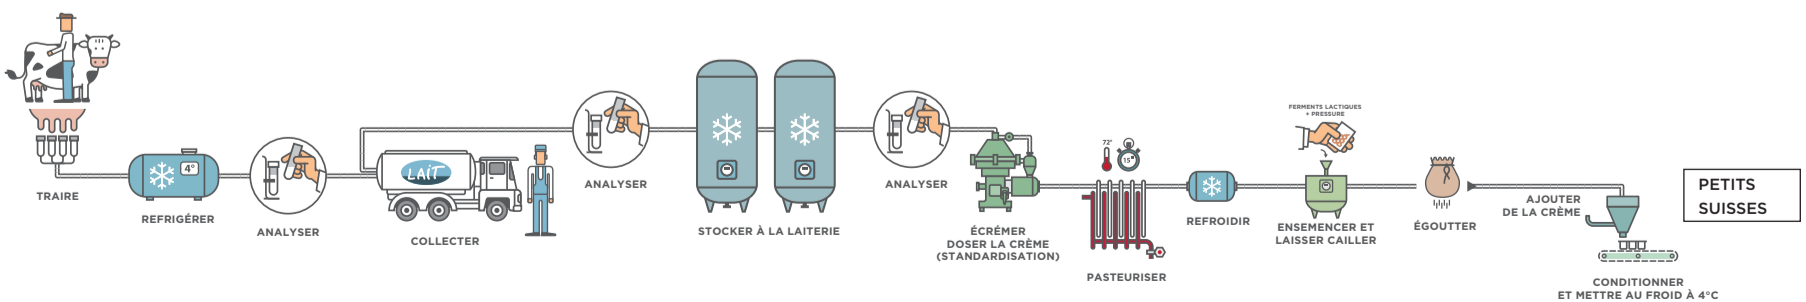 TRAIRE
4°
REFRIGÉRER
ANALYSER
LAIT
COLLECTER
ANALYSER
STOCKER À LA LAITERIE
ANALYSER
ÉCRÉMER
DOSER LA CRÈME
(STANDARDISATION)
72°
15'"
PASTEURISER
REFROIDIR
FERMENTS LACTIQUES
+ PRESSURE
ENSEMENCER ET
LAISSER CAILLER
ÉGOUTTER
AJOUTER
DE LA CRÈME
CONDITIONNER
ET METTRE AU FROID À 4°C
PETITS
SUISSES